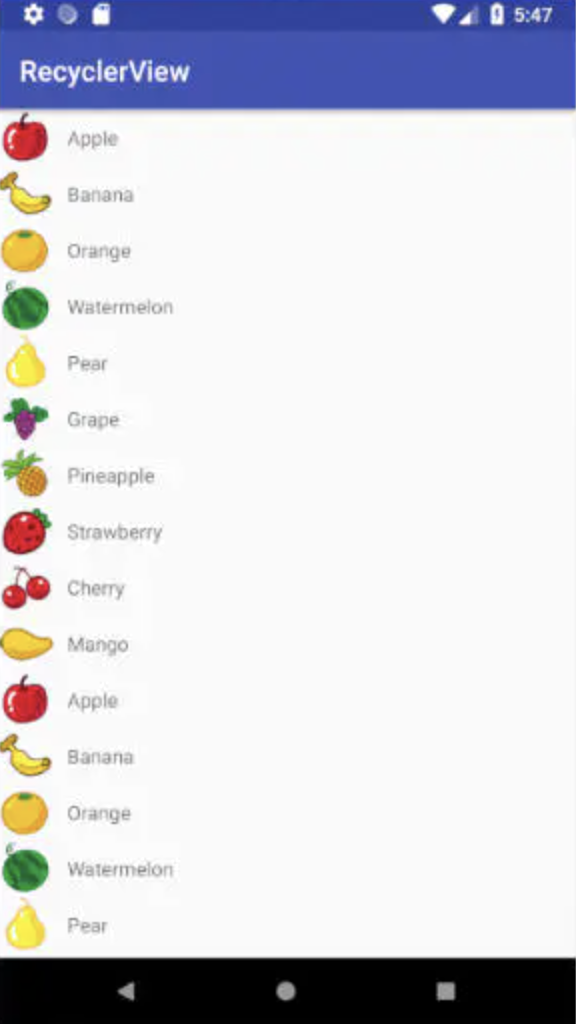 5:47
RecyclerView
Apple
Banana
Orange
Watermelon
Pear
Grape
Pineapple
Strawberry
Cherry
Mango
Apple
Banana
Orange
Watermelon
Pear